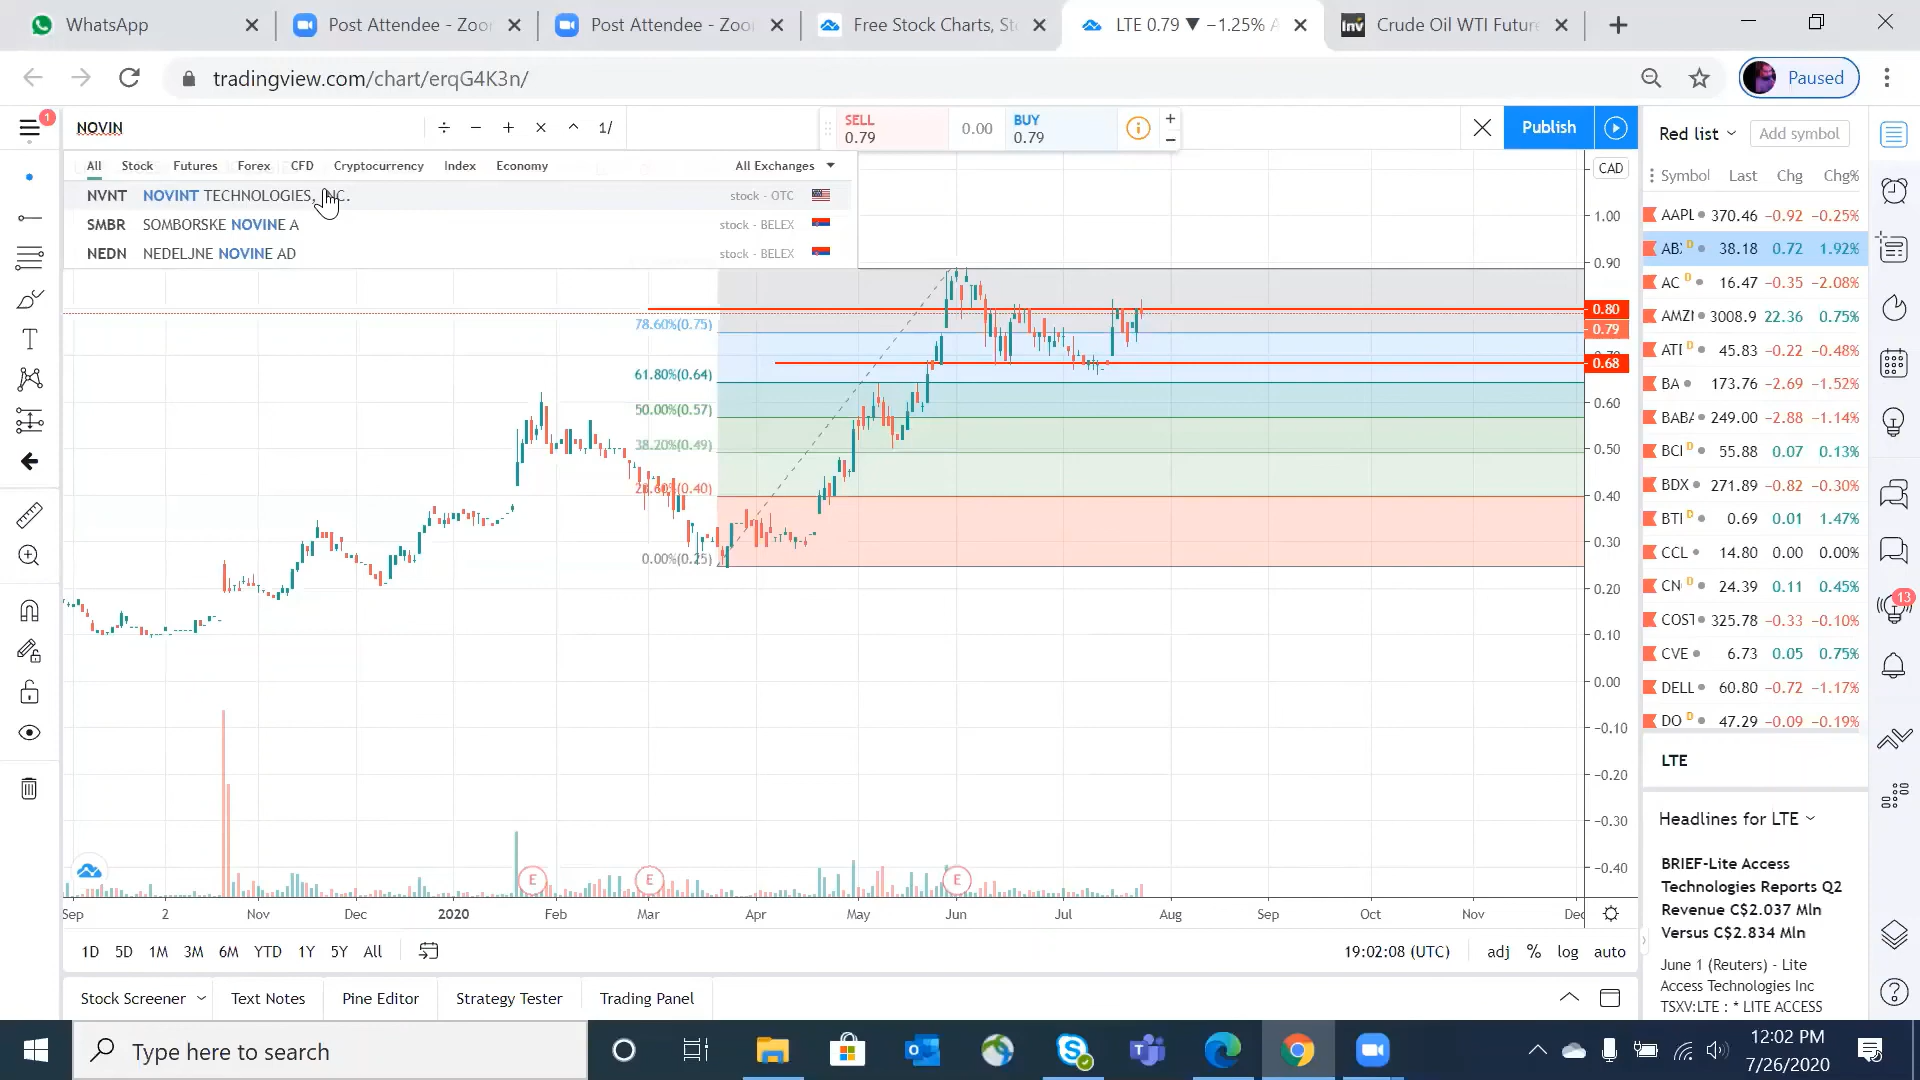 WhatsApp
Post Attendee - Zoo
Post Attendee - Zoo
Free Stock Charts, St
LTE 0.79 ▼ −1.25%
Crude Oil WTI Futur
tradingview.com/chart/erqG4K3n/
Paused
1
NOVIN
1/
SELL
0.79
0.00
BUY
0.79
Publish
Red list
Add symbol
All Stock Futures Forex CFD Cryptocurrency Index Economy All Exchanges
NVNT NOVINT TECHNOLOGIES, INC. stock - OTC
SMBR SOMBORSKE NOVINE A stock - BELEX
NEDN NEDELJNE NOVINE AD stock - BELEX
CAD
1.00
0.90
0.80
0.79
0.68
0.60
0.50
0.40
0.30
0.20
0.10
0.00
−0.10
−0.20
−0.30
−0.40
78.60%(0.75)
61.80%(0.64)
50.00%(0.57)
38.20%(0.49)
23.60%(0.40)
0.00%(0.25)
E E E
Sep 2 Nov Dec 2020 Feb Mar Apr May Jun Jul Aug Sep Oct Nov Dec
1D 5D 1M 3M 6M YTD 1Y 5Y All
19:02:08 (UTC) adj % log auto
Stock Screener Text Notes Pine Editor Strategy Tester Trading Panel
Symbol Last Chg Chg%
AAPL 370.46 −0.92 −0.25%
ABX D 38.18 0.72 1.92%
AC D 16.47 −0.35 −2.08%
AMZN 3008.9 22.36 0.75%
ATD D 45.83 −0.22 −0.48%
BA 173.76 −2.69 −1.52%
BABA 249.00 −2.88 −1.14%
BCE D 55.88 0.07 0.13%
BDX 271.89 −0.82 −0.30%
BTI D 0.69 0.01 1.47%
CCL 14.80 0.00 0.00%
CN D 24.39 0.11 0.45%
COST 325.78 −0.33 −0.10%
CVE 6.73 0.05 0.75%
DELL 60.80 −0.72 −1.17%
DO D 47.29 −0.09 −0.19%
13
LTE
Headlines for LTE
BRIEF-Lite Access
Technologies Reports Q2
Revenue C$2.037 Mln
Versus C$2.834 Mln
June 1 (Reuters) - Lite
Access Technologies Inc
TSXV:LTE : * LITE ACCESS
Type here to search
12:02 PM
7/26/2020